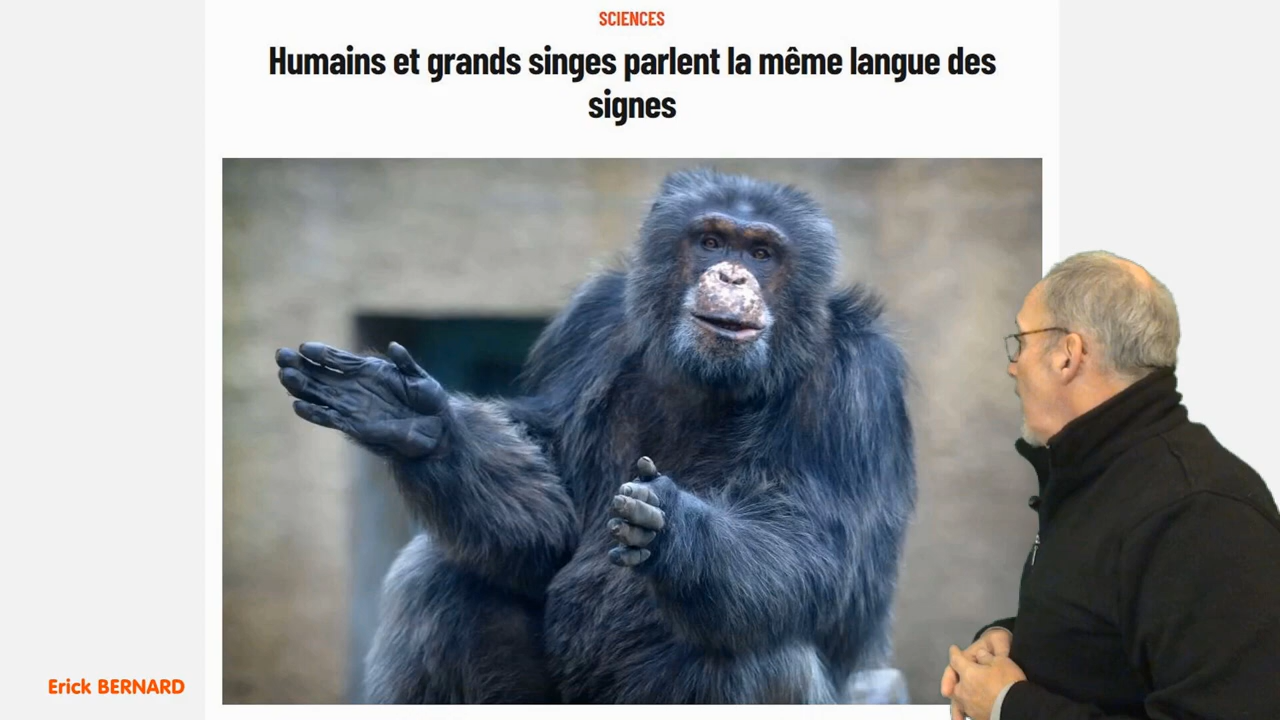 SCIENCES
Humains et grands singes parlent la même langue des
signes
Erick BERNARD